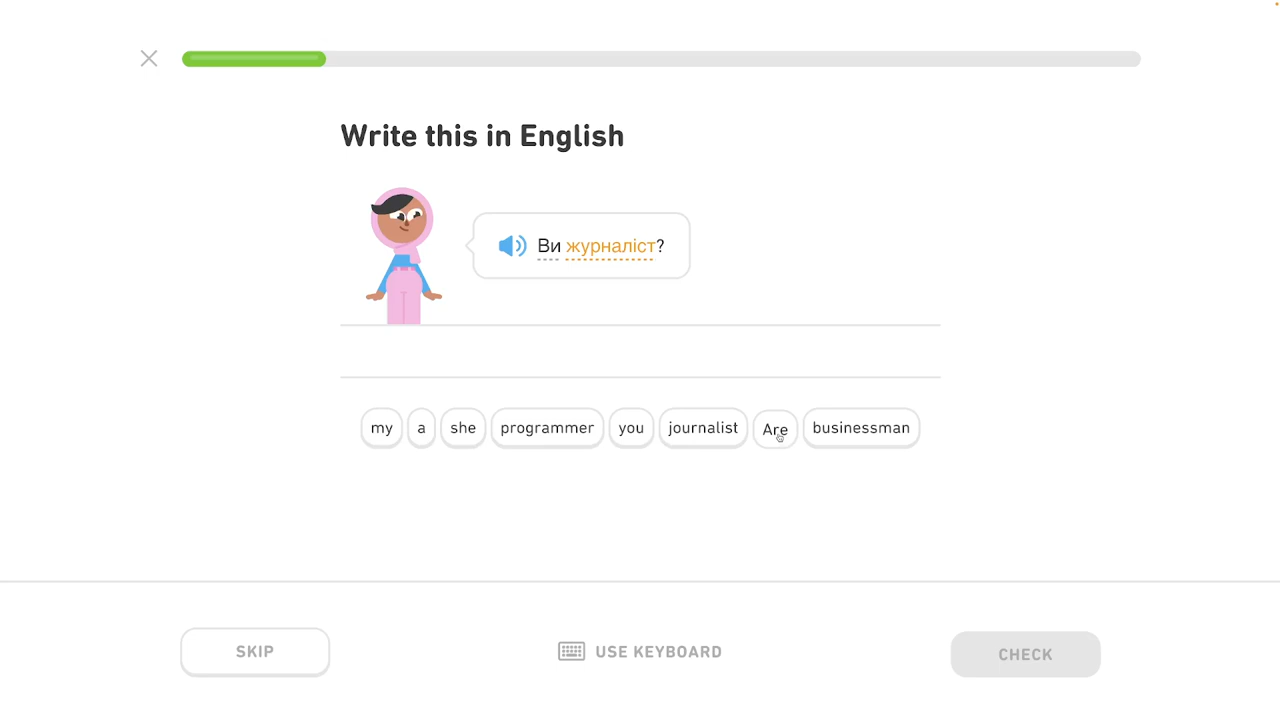 Write this in English
Ви журналіст?
my a she programmer you journalist Are businessman
SKIP USE KEYBOARD CHECK